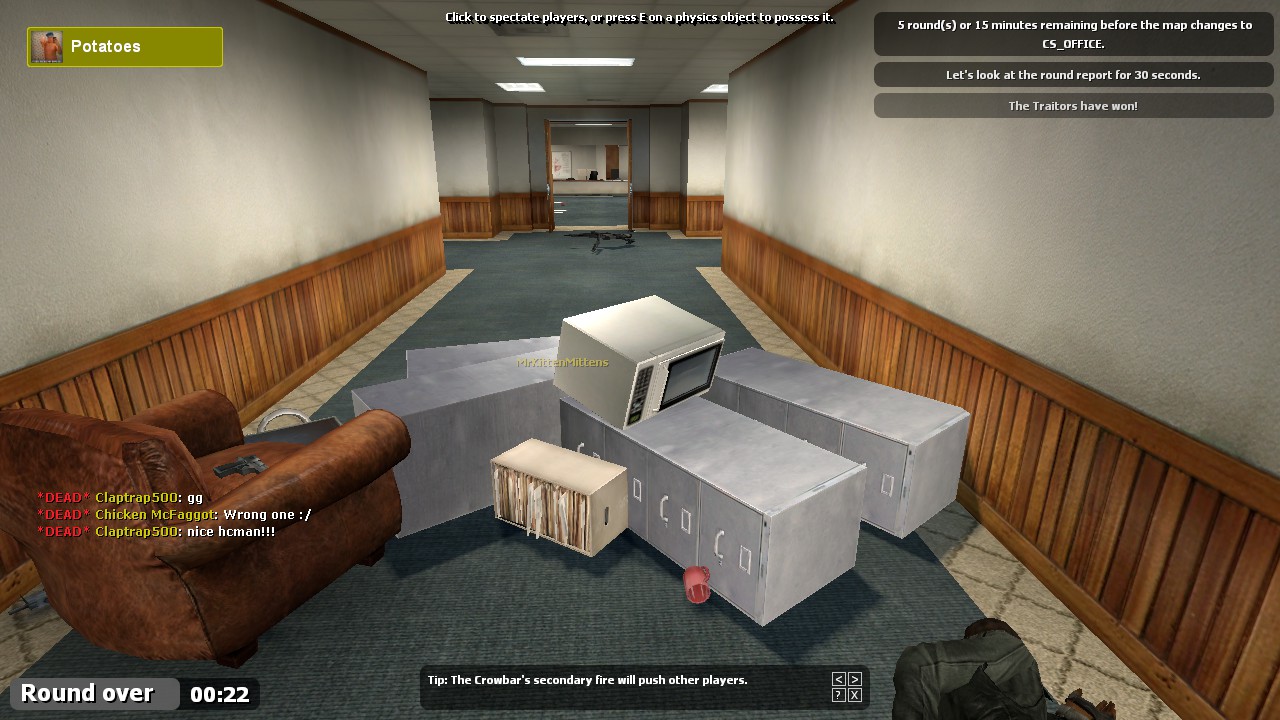 Click to spectate players, or press E on a physics object to possess it.
Potatoes
5 round(s) or 15 minutes remaining before the map changes to
CS_OFFICE.
Let's look at the round report for 30 seconds.
The Traitors have won!
MrKittenMittens
*DEAD* Claptrap500: gg
*DEAD* Chicken McFaggot: Wrong one :/
*DEAD* Claptrap500: nice hcman!!!
Tip: The Crowbar's secondary fire will push other players.
< >
? X
Round over 00:22